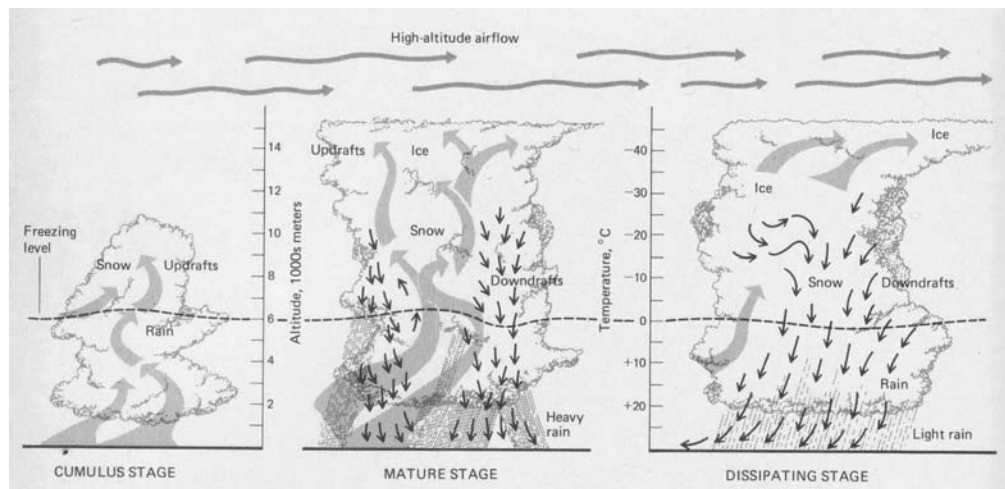 High-altitude airflow
Freezing
level
Snow
Updrafts
Rain
CUMULUS STAGE
14
12
10
8
6
4
2
Altitude, 1000s meters
Updrafts
Ice
Snow
Downdrafts
Heavy
rain
MATURE STAGE
-40
-30
-20
-10
0
+10
+20
Temperature, °C
Ice
Ice
Snow
Downdrafts
Rain
Light rain
DISSIPATING STAGE